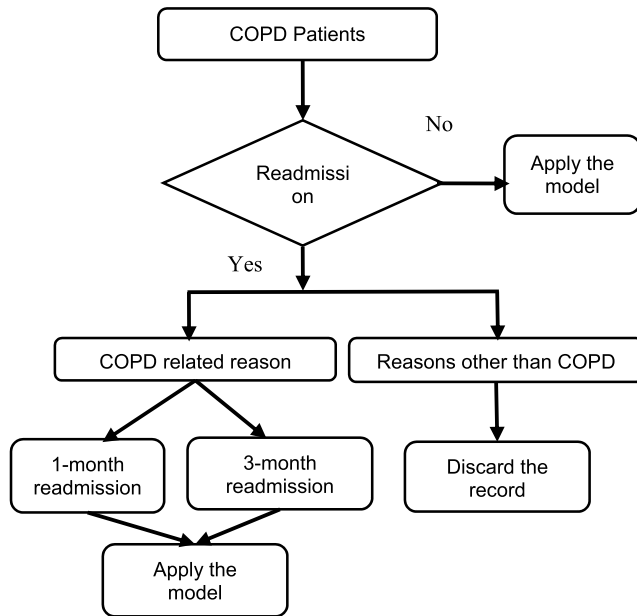 COPD Patients
No
Readmissi
on
Apply the
model
Yes
COPD related reason
Reasons other than COPD
1-month
readmission
3-month
readmission
Discard the
record
Apply the
model